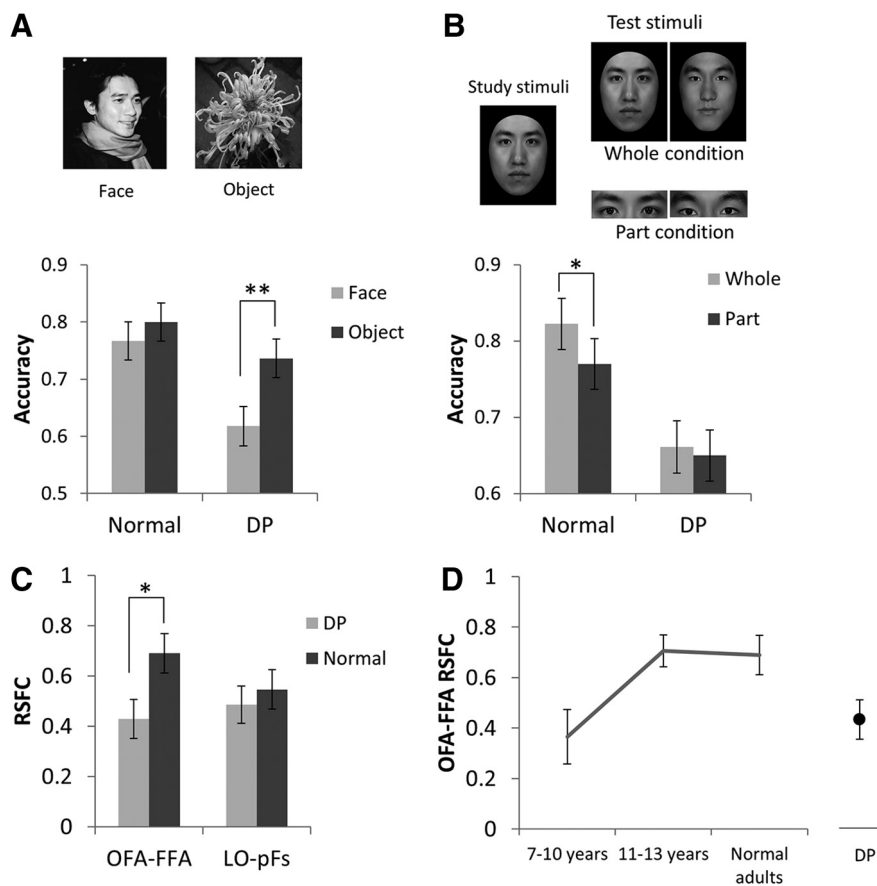 A
Face
Object
Accuracy
0.9
0.8
0.7
0.6
0.5
**
Face
Object
Normal
DP
B
Test stimuli
Study stimuli
Whole condition
Part condition
Accuracy
0.9
0.8
0.7
0.6
*
Whole
Part
Normal
DP
C
RSFC
1
0.8
0.6
0.4
0.2
0
*
DP
Normal
OFA-FFA
LO-pFs
D
OFA-FFA RSFC
1
0.8
0.6
0.4
0.2
0
7-10 years
11-13 years
Normal
adults
DP